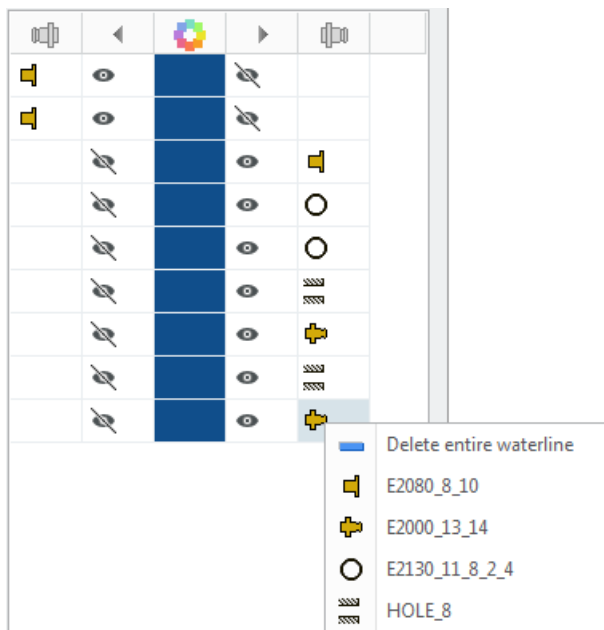 Delete entire waterline
E2080_8_10
E2000_13_14
E2130_11_8_2_4
HOLE_8